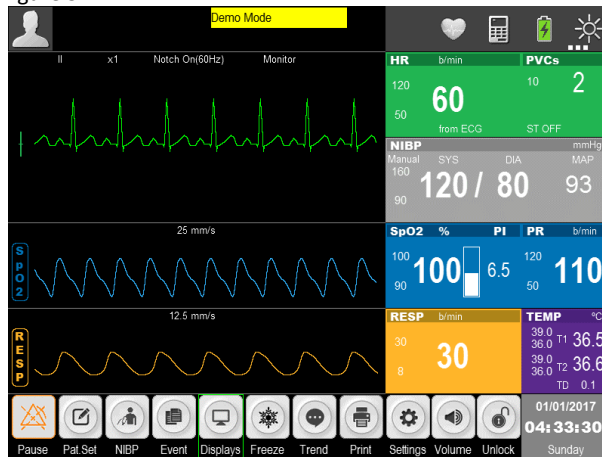 Demo Mode
II x1 Notch On(60Hz) Monitor
HR b/min
120
50
60
from ECG
PVCs
10
2
ST OFF
NIBP mmHg
Manual SYS DIA MAP
160
90
120 / 80 93
25 mm/s
SpO2
SpO2 % PI
100
90
100
6.5
PR b/min
120
50
110
12.5 mm/s
RESP
RESP b/min
30
8
30
TEMP °C
39.0
36.0
T1 36.5
39.0
36.0
T2 36.6
TD 0.1
Pause Pat.Set NIBP Event Displays Freeze Trend Print Settings Volume Unlock
01/01/2017
04:33:30
Sunday